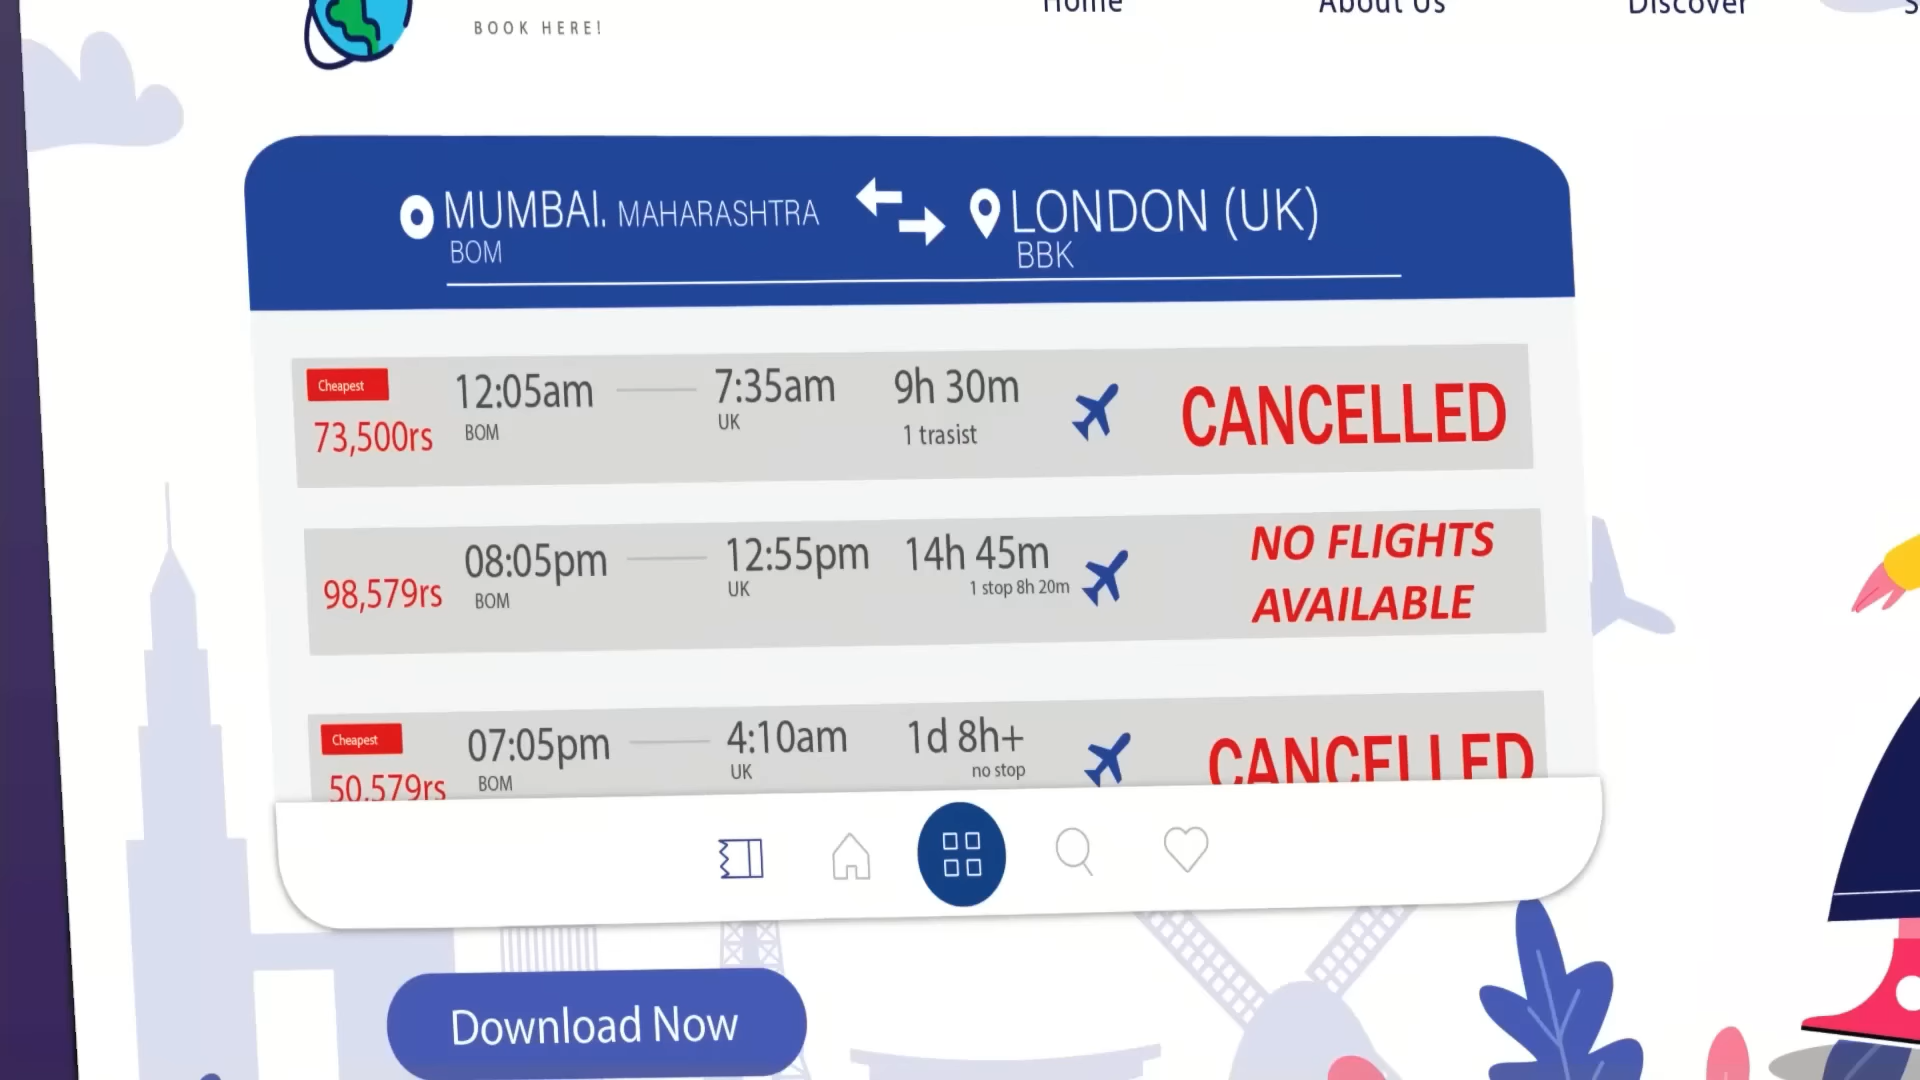 BOOK HERE!
Home About Us Discover
MUMBAI. MAHARASHTRA
BOM
LONDON (UK)
BBK
Cheapest
73,500rs
12:05am
BOM
7:35am
UK
9h 30m
1 trasist
CANCELLED
98,579rs
08:05pm
BOM
12:55pm
UK
14h 45m
1 stop 8h 20m
NO FLIGHTS
AVAILABLE
Cheapest
50,579rs
07:05pm
BOM
4:10am
UK
1d 8h+
no stop
CANCELLED
Download Now